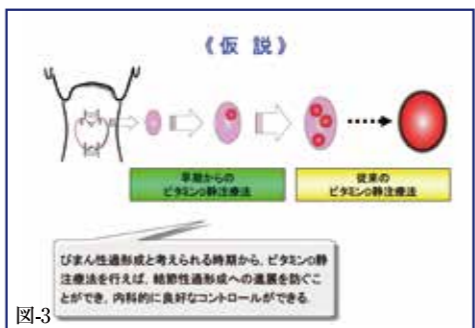 《仮 説》
早期からの
ビタミンD静注療法
従来の
ビタミンD静注療法
びまん性過形成と考えられる時期から、ビタミンD静
注療法を行えば、結節性過形成への進展を防ぐこ
とができ、内科的に良好なコントロールができる。
図-3